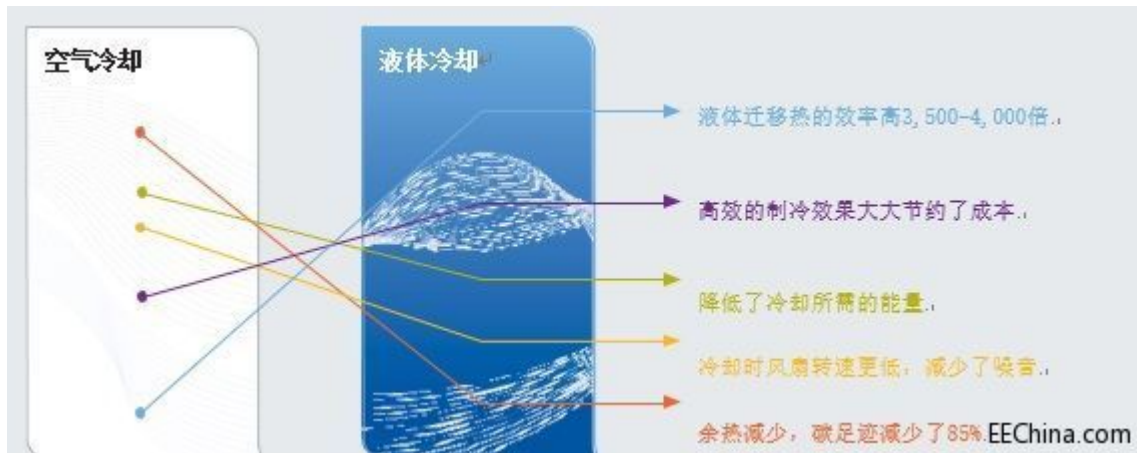 空气冷却
液体冷却
液体迁移热的效率高3,500-4,000倍.
高效的制冷效果大大节约了成本.
降低了冷却所需的能量.
冷却时风扇转速更低，减少了噪音.
余热减少，碳足迹减少了85%.
EEChina.com